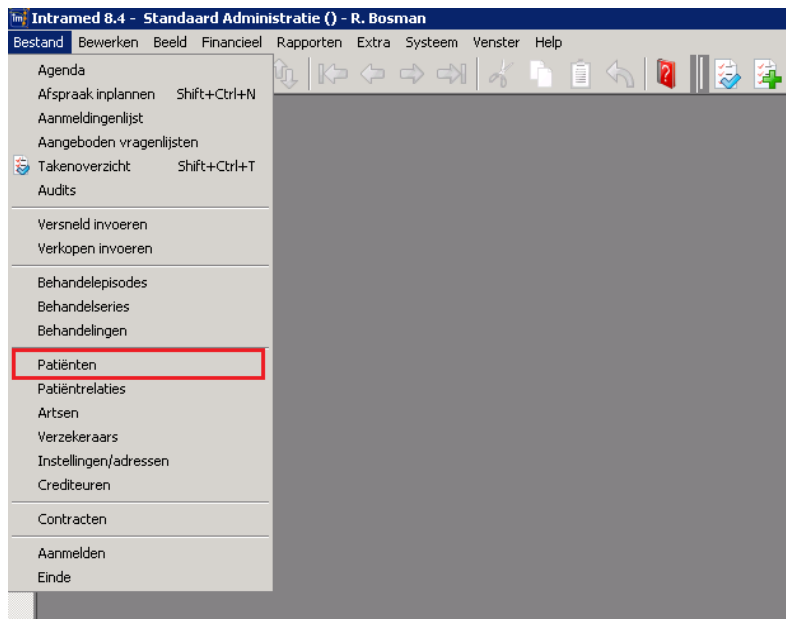 Intramed 8.4 - Standaard Administratie () - R. Bosman
Bestand Bewerken Beeld Financieel Rapporten Extra Systeem Venster Help
Agenda
Afspraak inplannen Shift+Ctrl+N
Aanmeldingenlijst
Aangeboden vragenlijsten
Takenoverzicht Shift+Ctrl+T
Audits
Versneld invoeren
Verkopen invoeren
Behandelepisodes
Behandelseries
Behandelingen
Patiënten
Patiëntrelaties
Artsen
Verzekeraars
Instellingen/adressen
Crediteuren
Contracten
Aanmelden
Einde